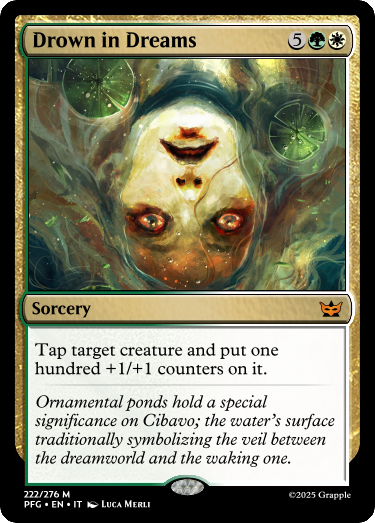 Drown in Dreams 5
Sorcery
Tap target creature and put one
hundred +1/+1 counters on it.
Ornamental ponds hold a special
significance on Cibavo; the water's surface
traditionally symbolizing the veil between
the dreamworld and the waking one.
222/276 M
PFG • EN • IT Luca Merli
©2025 Grapple